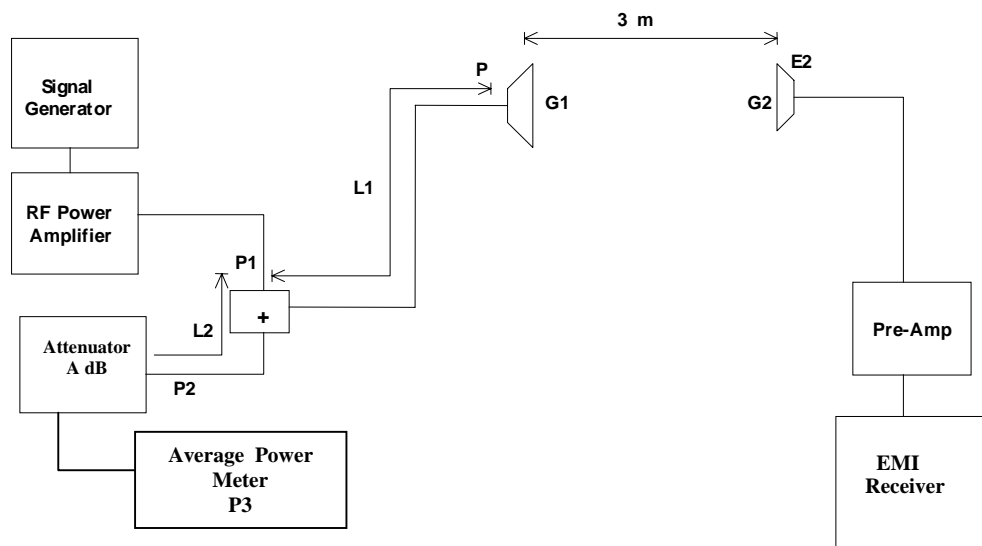 3 m
Signal
Generator
P
G1
E2
G2
RF Power
Amplifier
L1
P1
+
L2
Attenuator
A dB
P2
Pre-Amp
Average Power
Meter
P3
EMI
Receiver